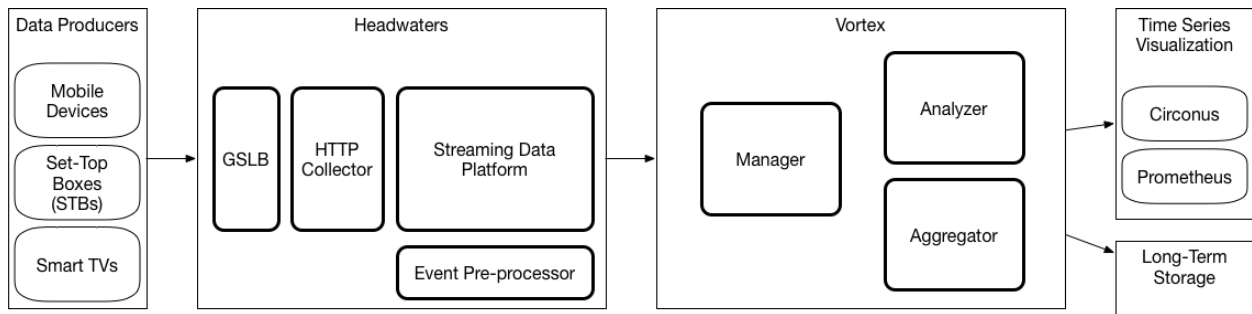 Data Producers
Mobile
Devices
Set-Top
Boxes
(STBs)
Smart TVs
Headwaters
GSLB
HTTP
Collector
Streaming Data
Platform
Event Pre-processor
Vortex
Manager
Analyzer
Aggregator
Time Series
Visualization
Circonus
Prometheus
Long-Term
Storage